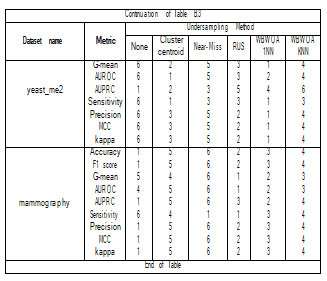 Continuation of Table B.3
Undersampling Method
Dataset name Metric None Cluster centroid Near-Miss RUS WBWUA 1NN WBWUA KNN
yeast_me2
G-mean 6 2 5 3 1 4
AUROC 6 1 5 3 2 4
AUPRC 1 2 3 5 4 6
Sensitivity 6 1 3 3 1 3
Precision 6 3 5 2 1 4
MCC 6 3 5 2 1 4
kappa 6 3 5 2 1 4
mammography
Accuracy 1 5 6 2 3 4
F1 score 1 5 6 2 3 4
G-mean 5 4 6 1 2 3
AUROC 4 5 6 1 2 3
AUPRC 1 5 6 3 2 4
Sensitivity 6 4 1 1 3 4
Precision 1 5 6 2 3 4
MCC 1 5 6 2 3 4
kappa 1 5 6 2 3 4
End of Table